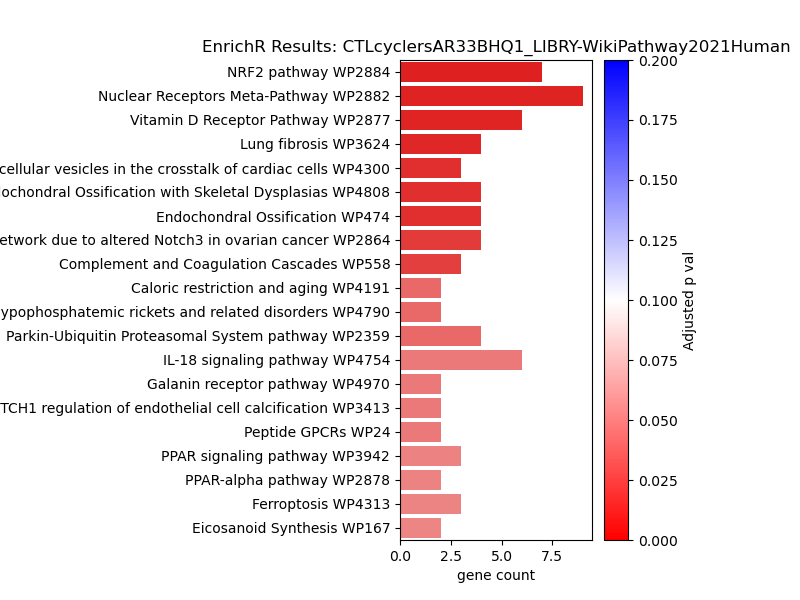 EnrichR Results: CTLcyclersAR33BHQ1_LIBRY-WikiPathway2021Human
NRF2 pathway WP2884
Nuclear Receptors Meta-Pathway WP2882
Vitamin D Receptor Pathway WP2877
Lung fibrosis WP3624
cellular vesicles in the crosstalk of cardiac cells WP4300
ochondral Ossification with Skeletal Dysplasias WP4808
Endochondral Ossification WP474
etwork due to altered Notch3 in ovarian cancer WP2864
Complement and Coagulation Cascades WP558
Caloric restriction and aging WP4191
ypophosphatemic rickets and related disorders WP4790
Parkin-Ubiquitin Proteasomal System pathway WP2359
IL-18 signaling pathway WP4754
Galanin receptor pathway WP4970
TCH1 regulation of endothelial cell calcification WP3413
Peptide GPCRs WP24
PPAR signaling pathway WP3942
PPAR-alpha pathway WP2878
Ferroptosis WP4313
Eicosanoid Synthesis WP167
0.0 2.5 5.0 7.5
gene count
0.200
0.175
0.150
0.125
0.100
0.075
0.050
0.025
0.000
Adjusted p val